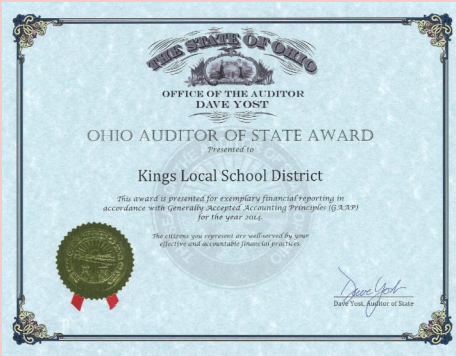 THE STATE OF OHIO
OFFICE OF THE AUDITOR
DAVE YOST
OHIO AUDITOR OF STATE AWARD
Presented to
Kings Local School District
This award is presented for exemplary financial reporting in
accordance with Generally Accepted Accounting Principles (GAAP)
for the year 2014.
The citizens you represent are well-served by your
effective and accountable financial practices.
Dave Yost
Dave Yost, Auditor of State